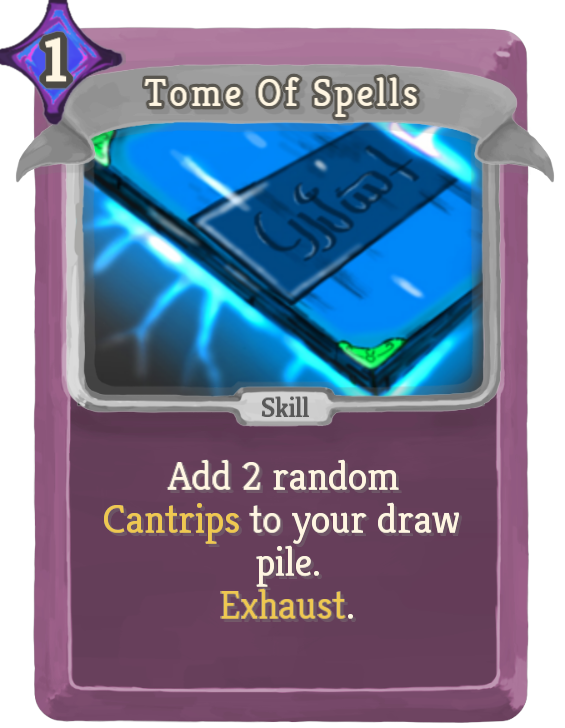 1
Tome Of Spells
Skill
Add 2 random
Cantrips to your draw
pile.
Exhaust.